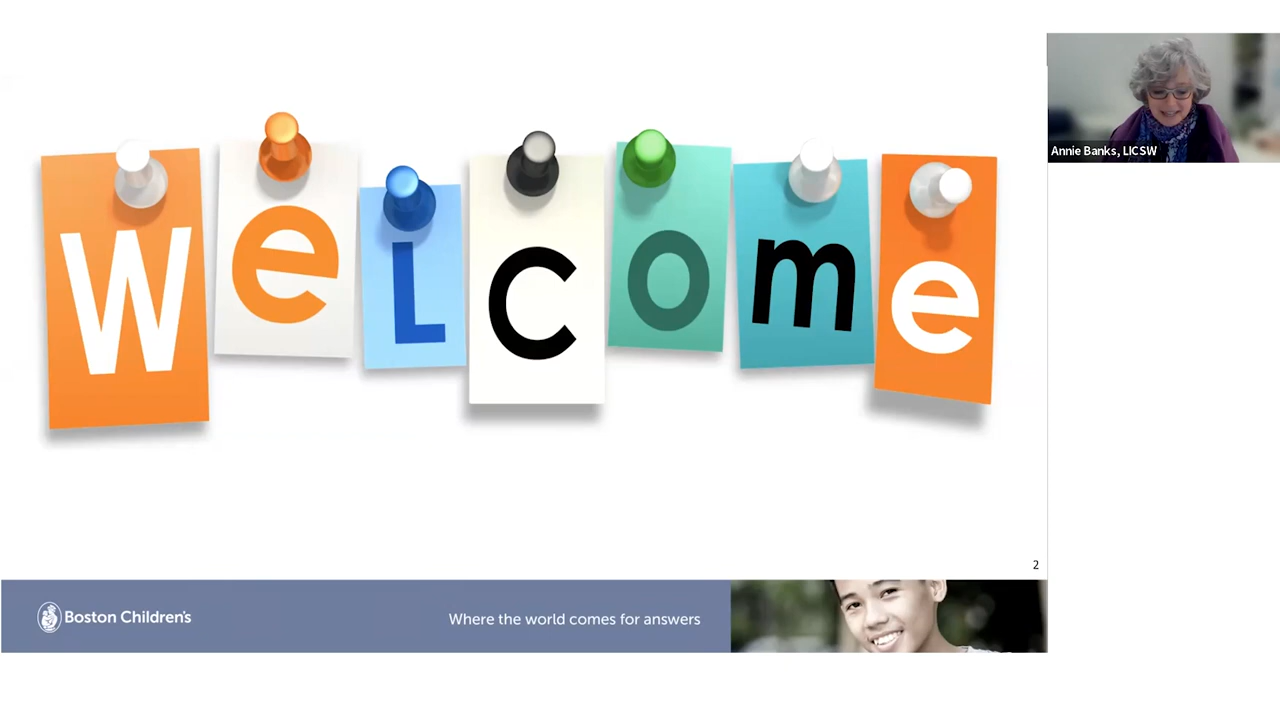 WeLcome
Annie Banks, LICSW
2
Boston Children's
Where the world comes for answers